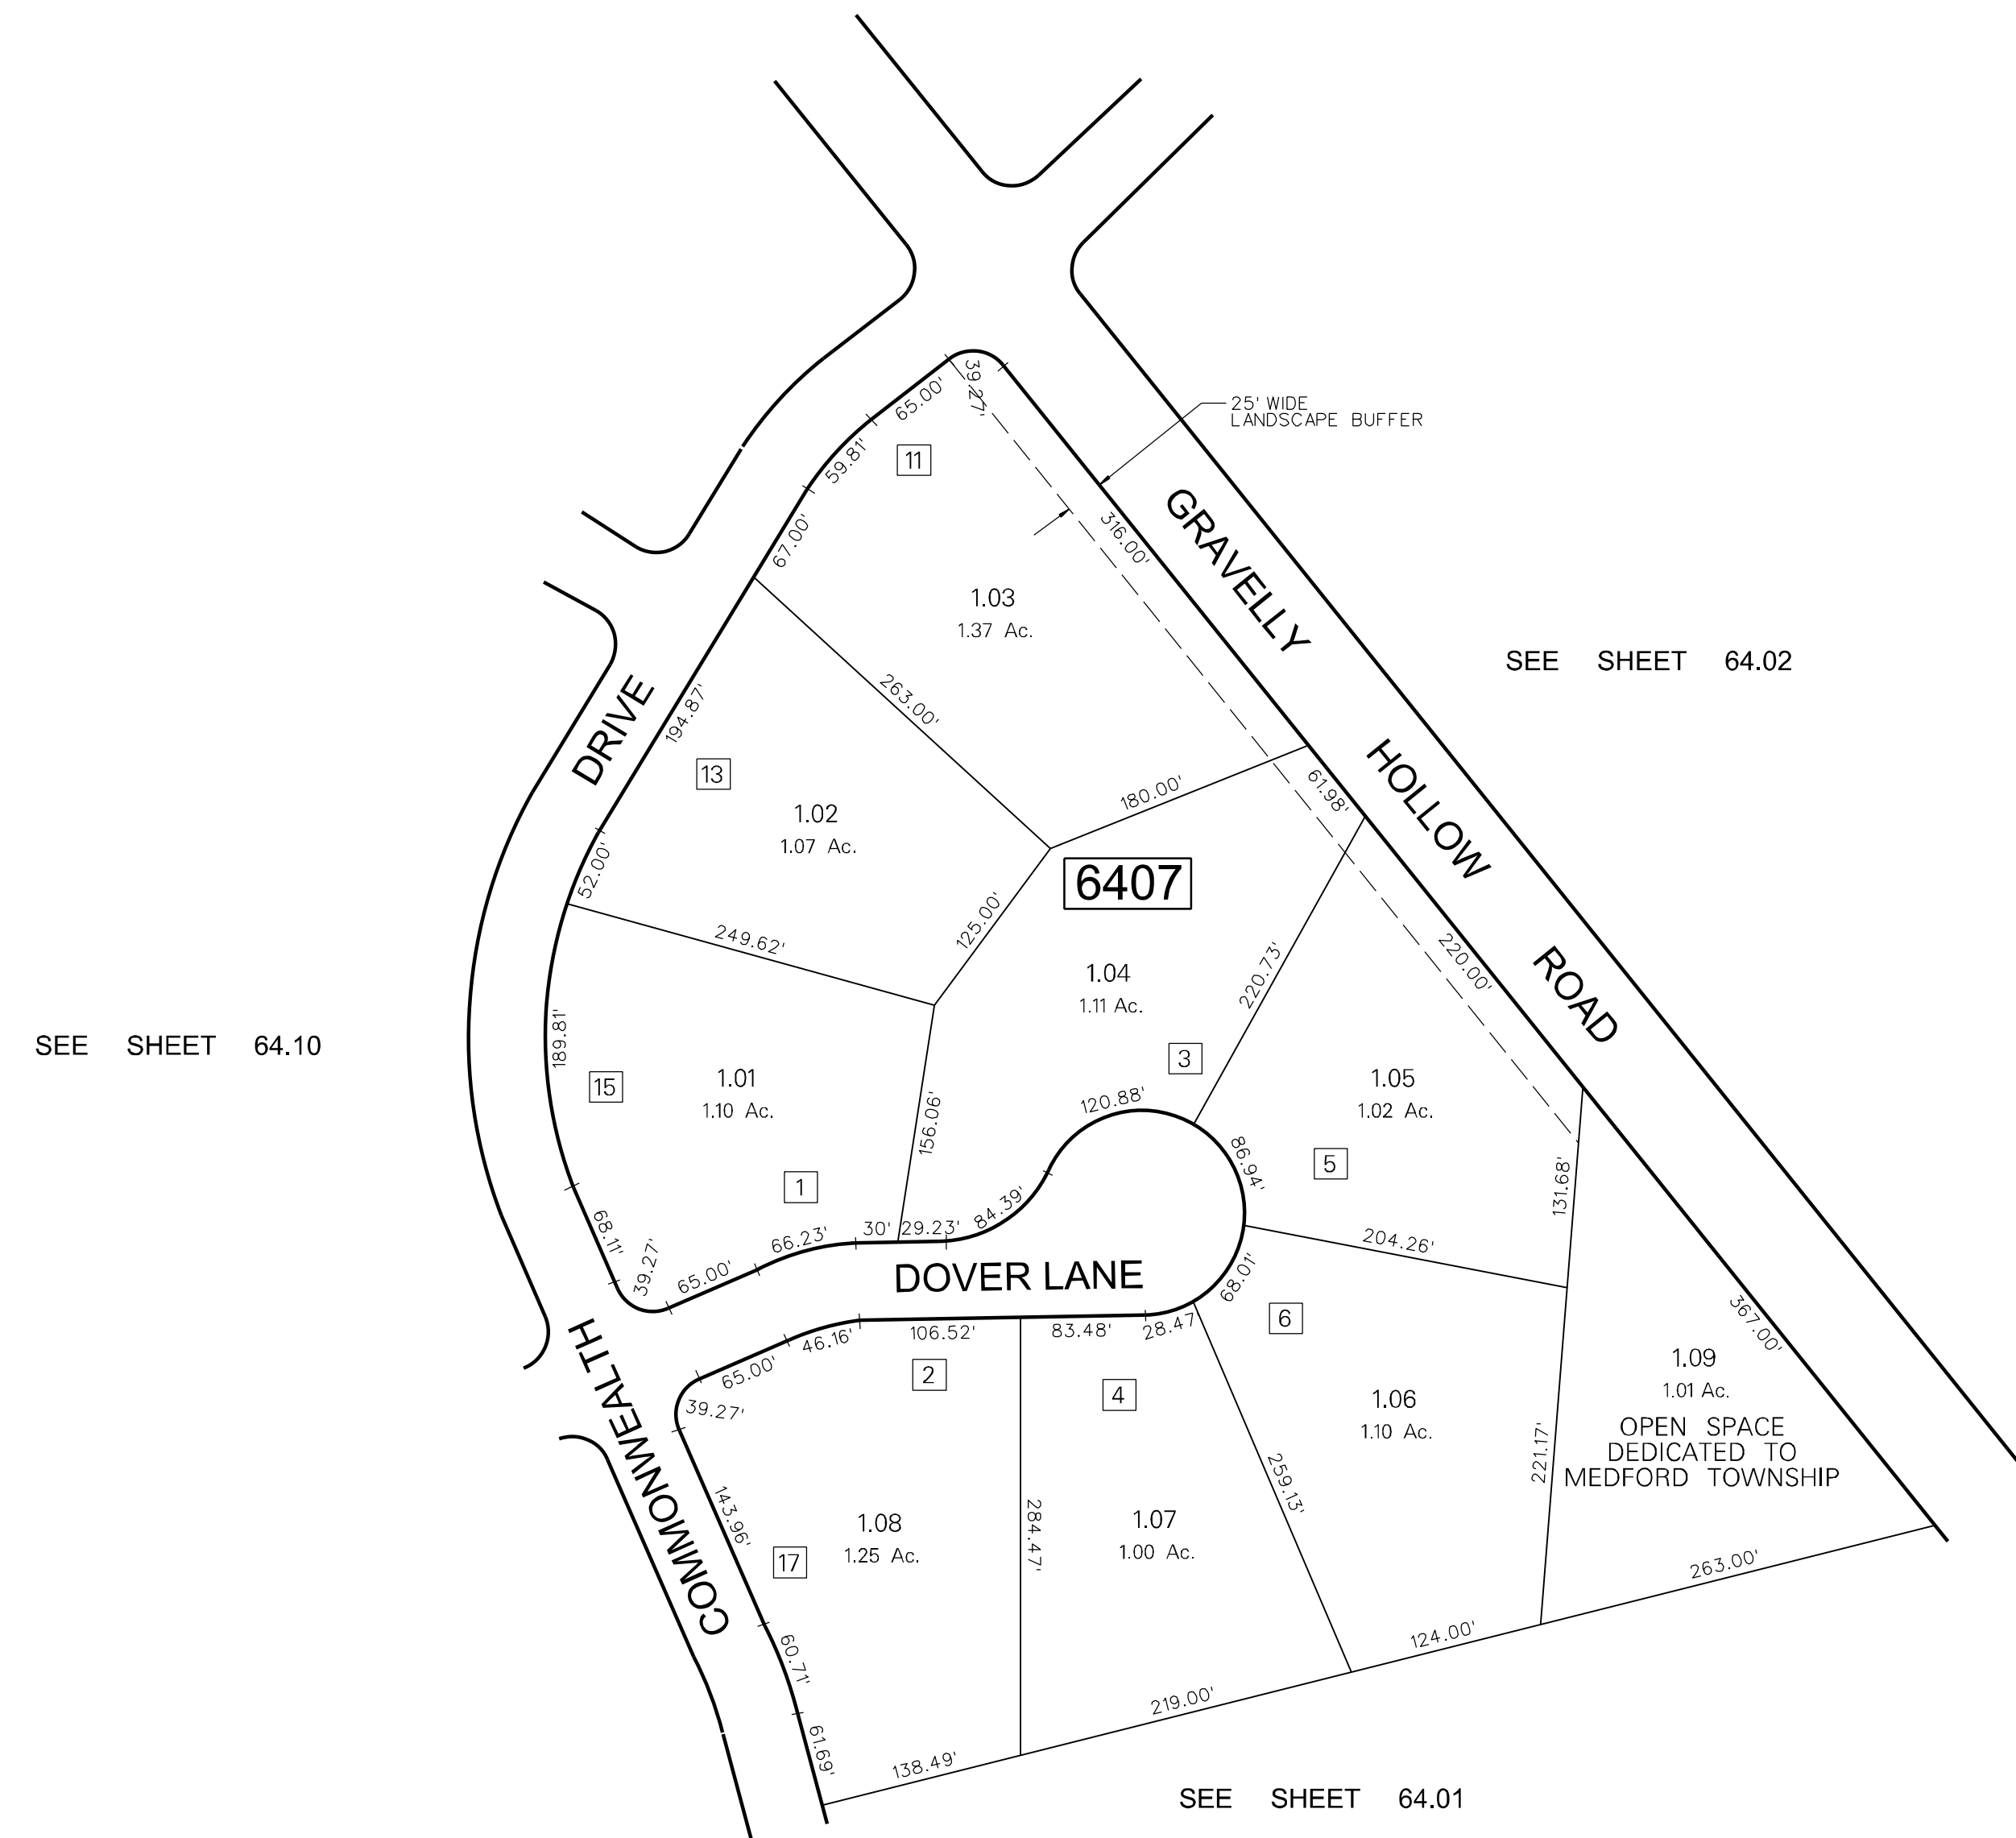 39.27'
65.00'
25' WIDE
LANDSCAPE BUFFER
59.81'
11
67.00'
316.00'
GRAVELLY
HOLLOW
ROAD
1.03
1.37 Ac.
SEE SHEET 64.02
263.00'
194.87'
DRIVE
13
1.02
1.07 Ac.
180.00'
61.98'
52.00'
6407
125.00'
249.62'
1.04
1.11 Ac.
220.73'
220.00'
SEE SHEET 64.10
189.81'
15
1.01
1.10 Ac.
3
1.05
1.02 Ac.
120.88'
156.06'
86.94'
5
131.68'
1
68.11'
39.27'
65.00'
66.23'
30'
29.23'
84.39'
204.26'
DOVER LANE
68.01'
6
367.00'
COMMONWEALTH
65.00'
46.16'
106.52'
83.48'
28.47
2
4
39.27'
1.09
1.01 Ac.
OPEN SPACE
DEDICATED TO
MEDFORD TOWNSHIP
1.06
1.10 Ac.
221.17'
259.13'
143.96'
284.47'
1.08
1.25 Ac.
1.07
1.00 Ac.
17
263.00'
60.71'
124.00'
61.69'
219.00'
138.49'
SEE SHEET 64.01